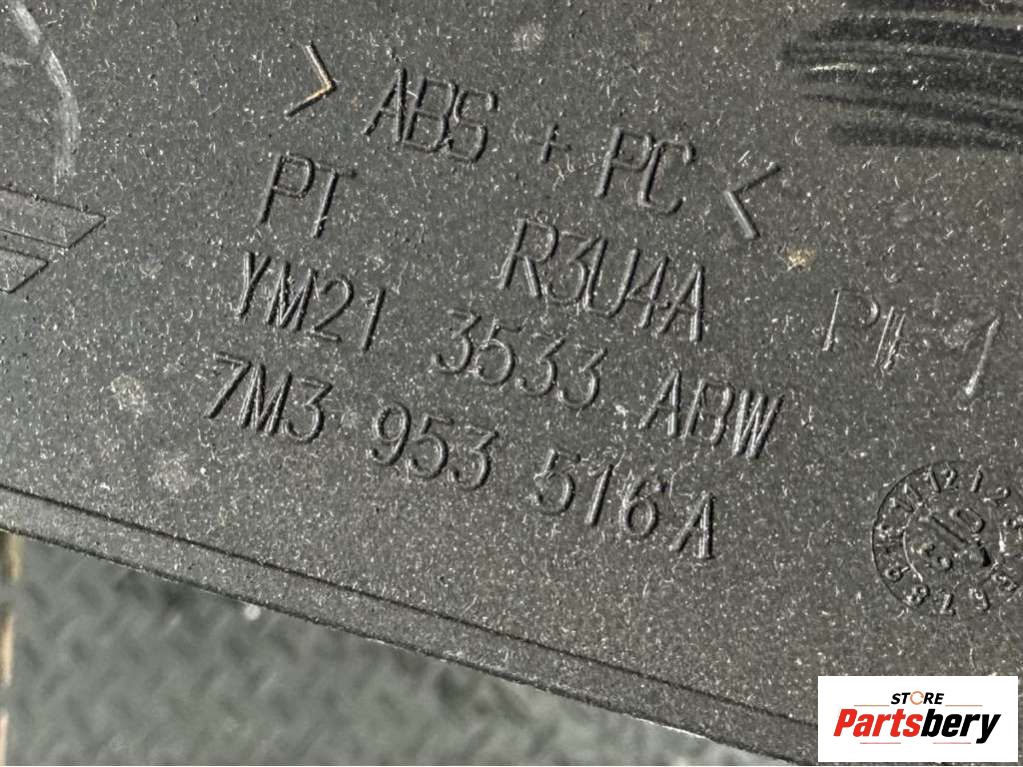 > ABS + PC <
PT R3U4A
YM21 3533 ABW
7M3 953 516 A
STORE
Partsbery